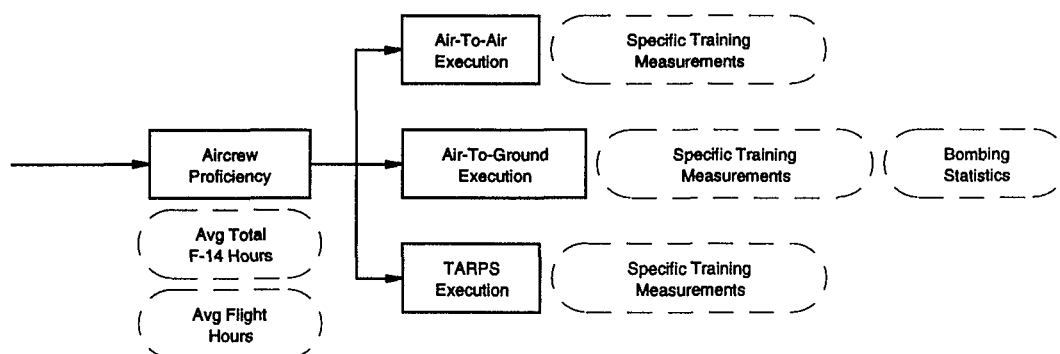 Air-To-Air
Execution
Specific Training
Measurements
Aircrew
Proficiency
Air-To-Ground
Execution
Specific Training
Measurements
Bombing
Statistics
Avg Total
F-14 Hours
TARPS
Execution
Specific Training
Measurements
Avg Flight
Hours